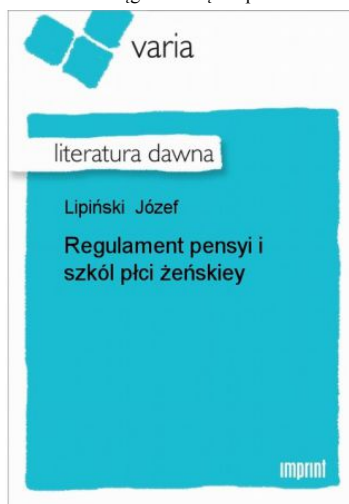 varia
literatura dawna
Lipiński Józef
Regulament pensyi i
szkól płci żeńskiey
imprint